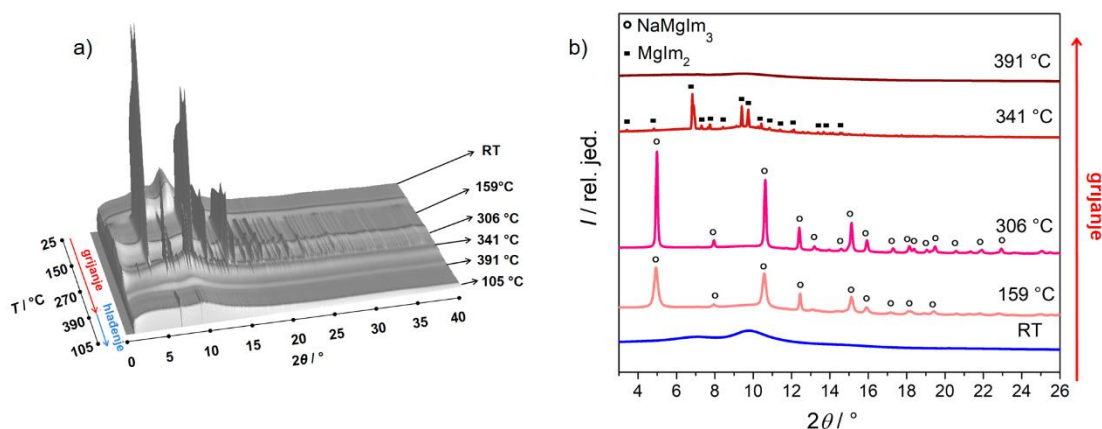 a)
RT
159°C
306 °C
341 °C
391 °C
105 °C
25
150
270
390
105
T / °C
grijanje
hlađenje
0
5
10
15
20
25
30
35
40
2θ / °
b)
NaMgIm3
MgIm2
391 °C
341 °C
306 °C
159 °C
RT
I / rel. jed.
grijanje
4 6 8 10 12 14 16 18 20 22 24 26
2θ / °